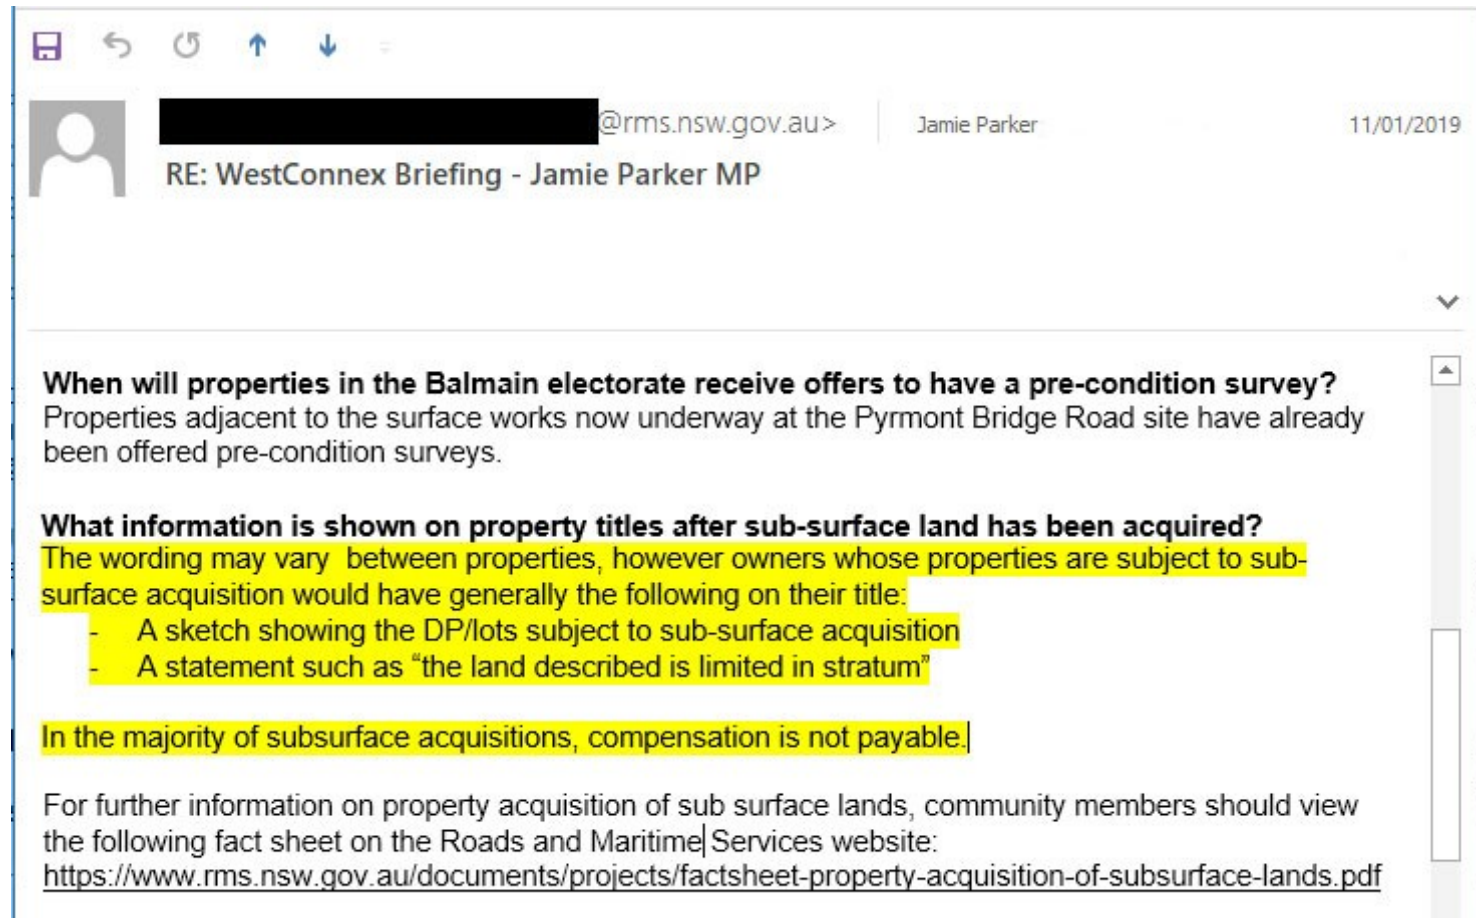 @rms.nsw.gov.au>
Jamie Parker
11/01/2019
RE: WestConnex Briefing - Jamie Parker MP
When will properties in the Balmain electorate receive offers to have a pre-condition survey?
Properties adjacent to the surface works now underway at the Pyrmont Bridge Road site have already
been offered pre-condition surveys.
What information is shown on property titles after sub-surface land has been acquired?
The wording may vary  between properties, however owners whose properties are subject to sub-
surface acquisition would have generally the following on their title:
- A sketch showing the DP/lots subject to sub-surface acquisition
- A statement such as “the land described is limited in stratum”
In the majority of subsurface acquisitions, compensation is not payable.
For further information on property acquisition of sub surface lands, community members should view
the following fact sheet on the Roads and Maritime Services website:
https://www.rms.nsw.gov.au/documents/projects/factsheet-property-acquisition-of-subsurface-lands.pdf